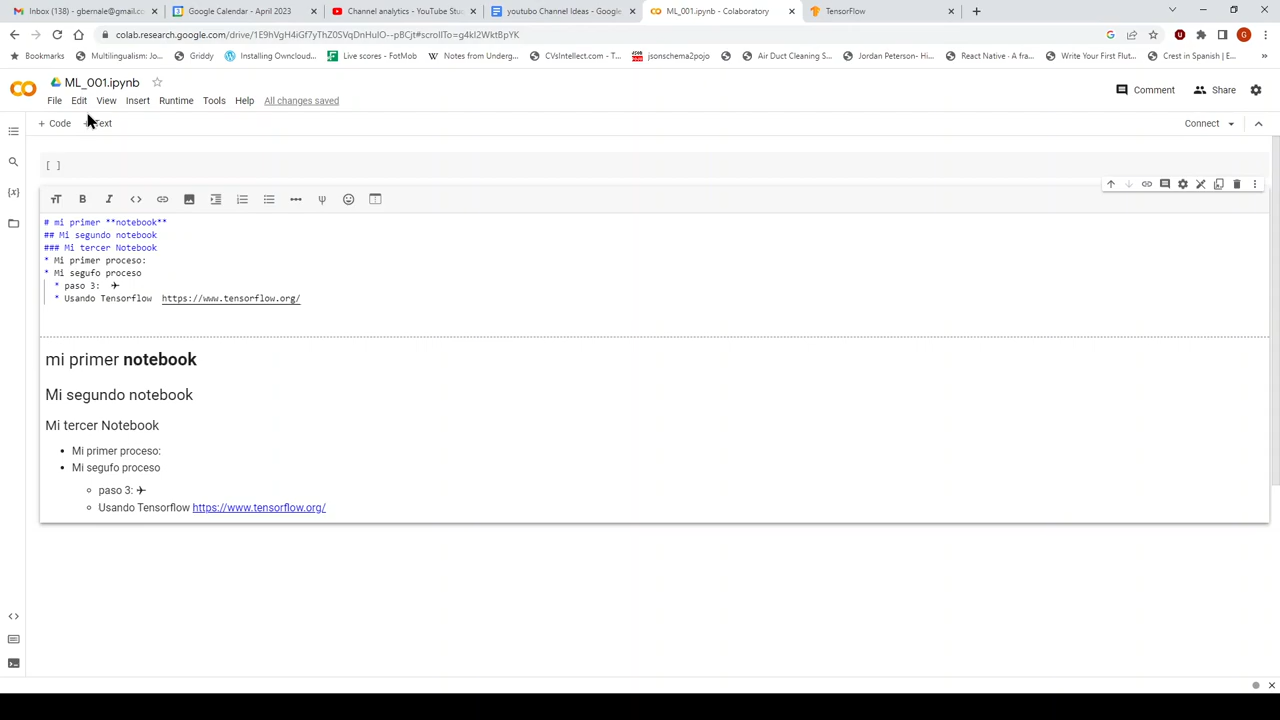 Inbox (138) - gbernale@gmail.co
Google Calendar - April 2023
Channel analytics - YouTube Stu
youtubo Channel Ideas - Google
ML_001.ipynb - Colaboratory
TensorFlow
colab.research.google.com/drive/1E9hVgH4iGf7yThZ0SVqDnHuIO--pBCjt#scrollTo=g4kI2WktBpYC
Bookmarks
Multilingualism: Jo...
Griddy
Installing Owncloud...
Live Scores - FotMob
Notes from Underg...
CVIntellect.com - T...
jsonschema2pojo
Air Duct Cleaning S...
Jordan Peterson- Hi...
React Native - A fra...
Write Your First Flut...
Crest in Spanish | E...
ML_001.ipynb
File Edit View Insert Runtime Tools Help All changes saved
Comment
Share
+ Code
Text
Connect
[ ]
# mi primer **notebook**
## Mi segundo notebook
### Mi tercer Notebook
* Mi primer proceso:
* Mi segufo proceso
* paso 3: ✈
* Usando Tensorflow https://www.tensorflow.org/
mi primer notebook
Mi segundo notebook
Mi tercer Notebook
• Mi primer proceso:
• Mi segufo proceso
◦ paso 3: ✈
◦ Usando Tensorflow https://www.tensorflow.org/